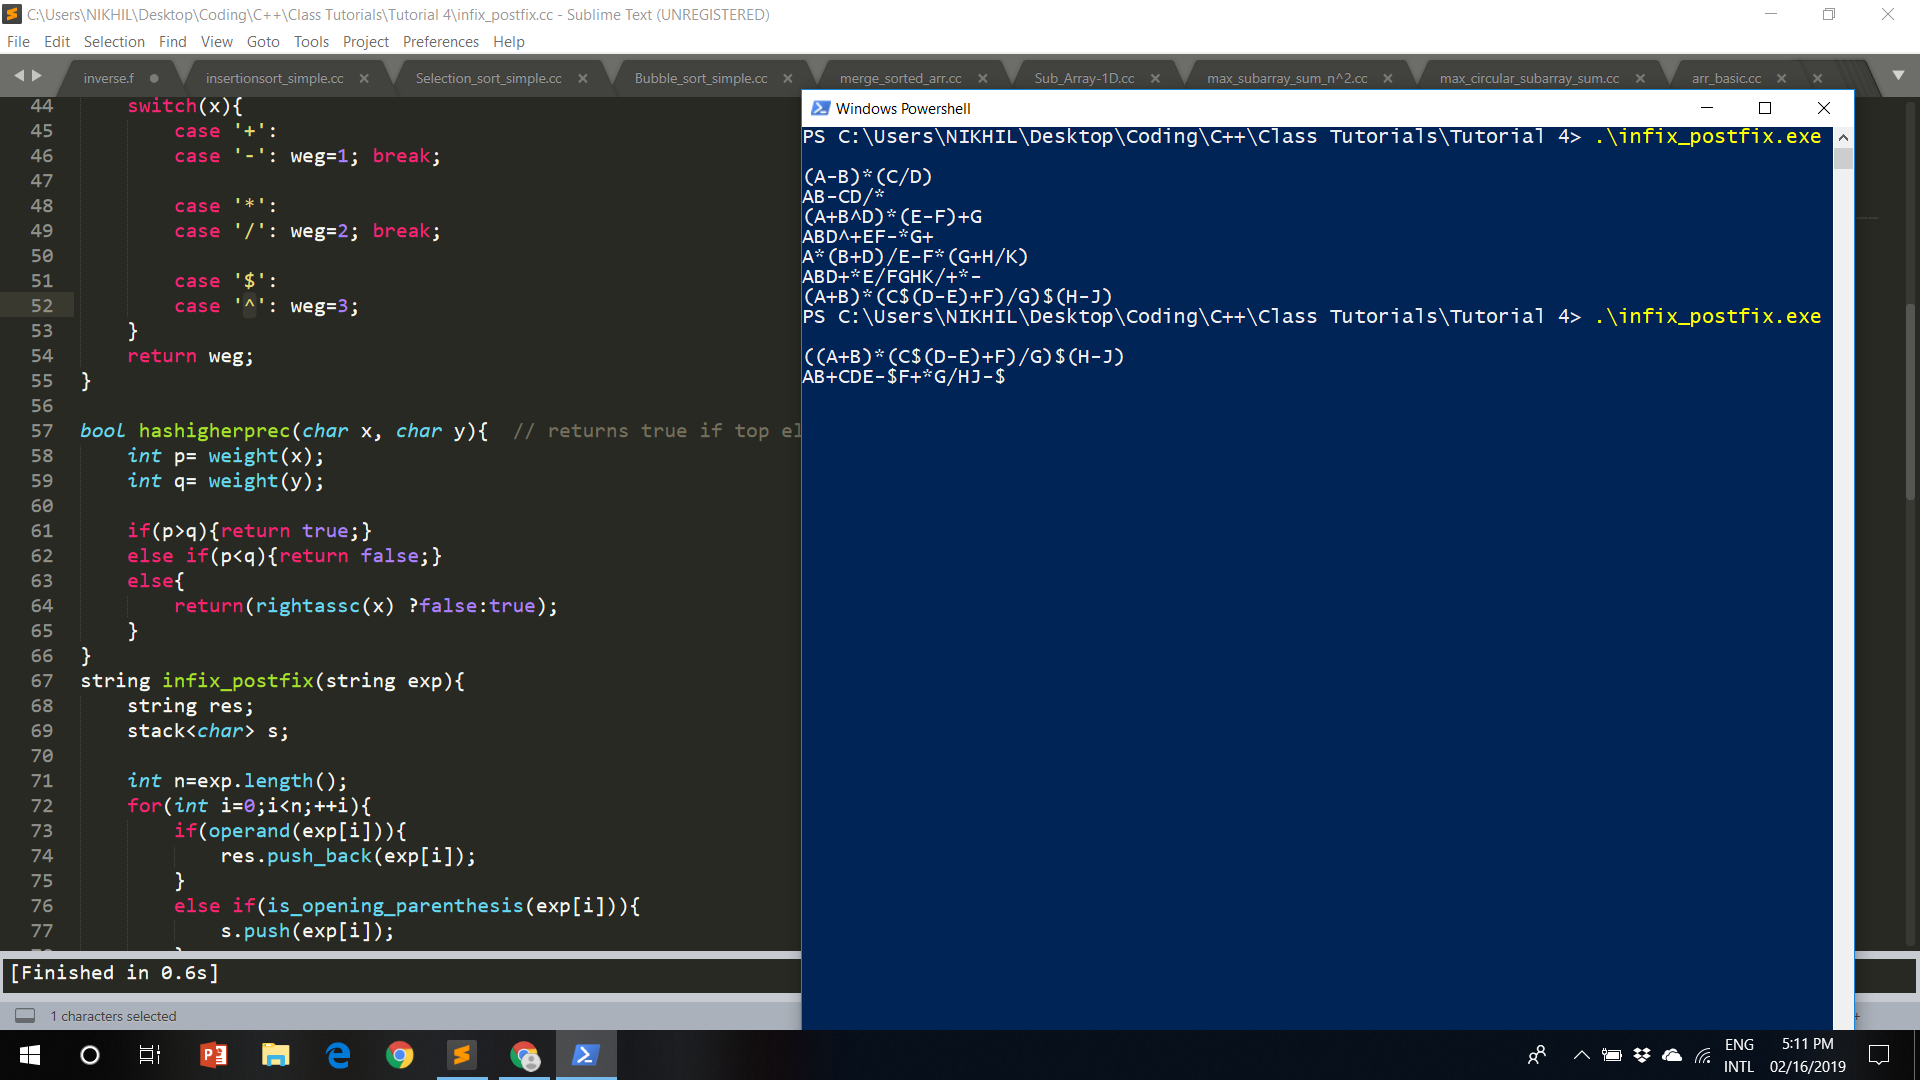 C:\Users\NIKHIL\Desktop\Coding\C++\Class Tutorials\Tutorial 4\infix_postfix.cc - Sublime Text (UNREGISTERED)
File Edit Selection Find View Goto Tools Project Preferences Help
inverse.f insertionsort_simple.cc Selection_sort_simple.cc Bubble_sort_simple.cc merge_sorted_arr.cc Sub_Array-1D.cc max_subarray_sum_n^2.cc max_circular_subarray_sum.cc arr_basic.cc
44 switch(x){
45 case '+':
46 case '-': weg=1; break;
47
48 case '*':
49 case '/': weg=2; break;
50
51 case '$':
52 case '^': weg=3;
53 }
54 return weg;
55 }
56
57 bool hashigherprec(char x, char y){ // returns true if top el
58 int p= weight(x);
59 int q= weight(y);
60
61 if(p>q){return true;}
62 else if(p<q){return false;}
63 else{
64 return(rightassc(x) ?false:true);
65 }
66 }
67 string infix_postfix(string exp){
68 string res;
69 stack<char> s;
70
71 int n=exp.length();
72 for(int i=0;i<n;++i){
73 if(operand(exp[i])){
74 res.push_back(exp[i]);
75 }
76 else if(is_opening_parenthesis(exp[i])){
77 s.push(exp[i]);
[Finished in 0.6s]
1 characters selected
Windows Powershell
PS C:\Users\NIKHIL\Desktop\Coding\C++\Class Tutorials\Tutorial 4> .\infix_postfix.exe
(A-B)*(C/D)
AB-CD/*
(A+B^D)*(E-F)+G
ABD^+EF-*G+
A*(B+D)/E-F*(G+H/K)
ABD+*E/FGHK/+*-
(A+B)*(C$(D-E)+F)/G)$(H-J)
PS C:\Users\NIKHIL\Desktop\Coding\C++\Class Tutorials\Tutorial 4> .\infix_postfix.exe
((A+B)*(C$(D-E)+F)/G)$(H-J)
AB+CDE-$F+*G/HJ-$
ENG
INTL
5:11 PM
02/16/2019